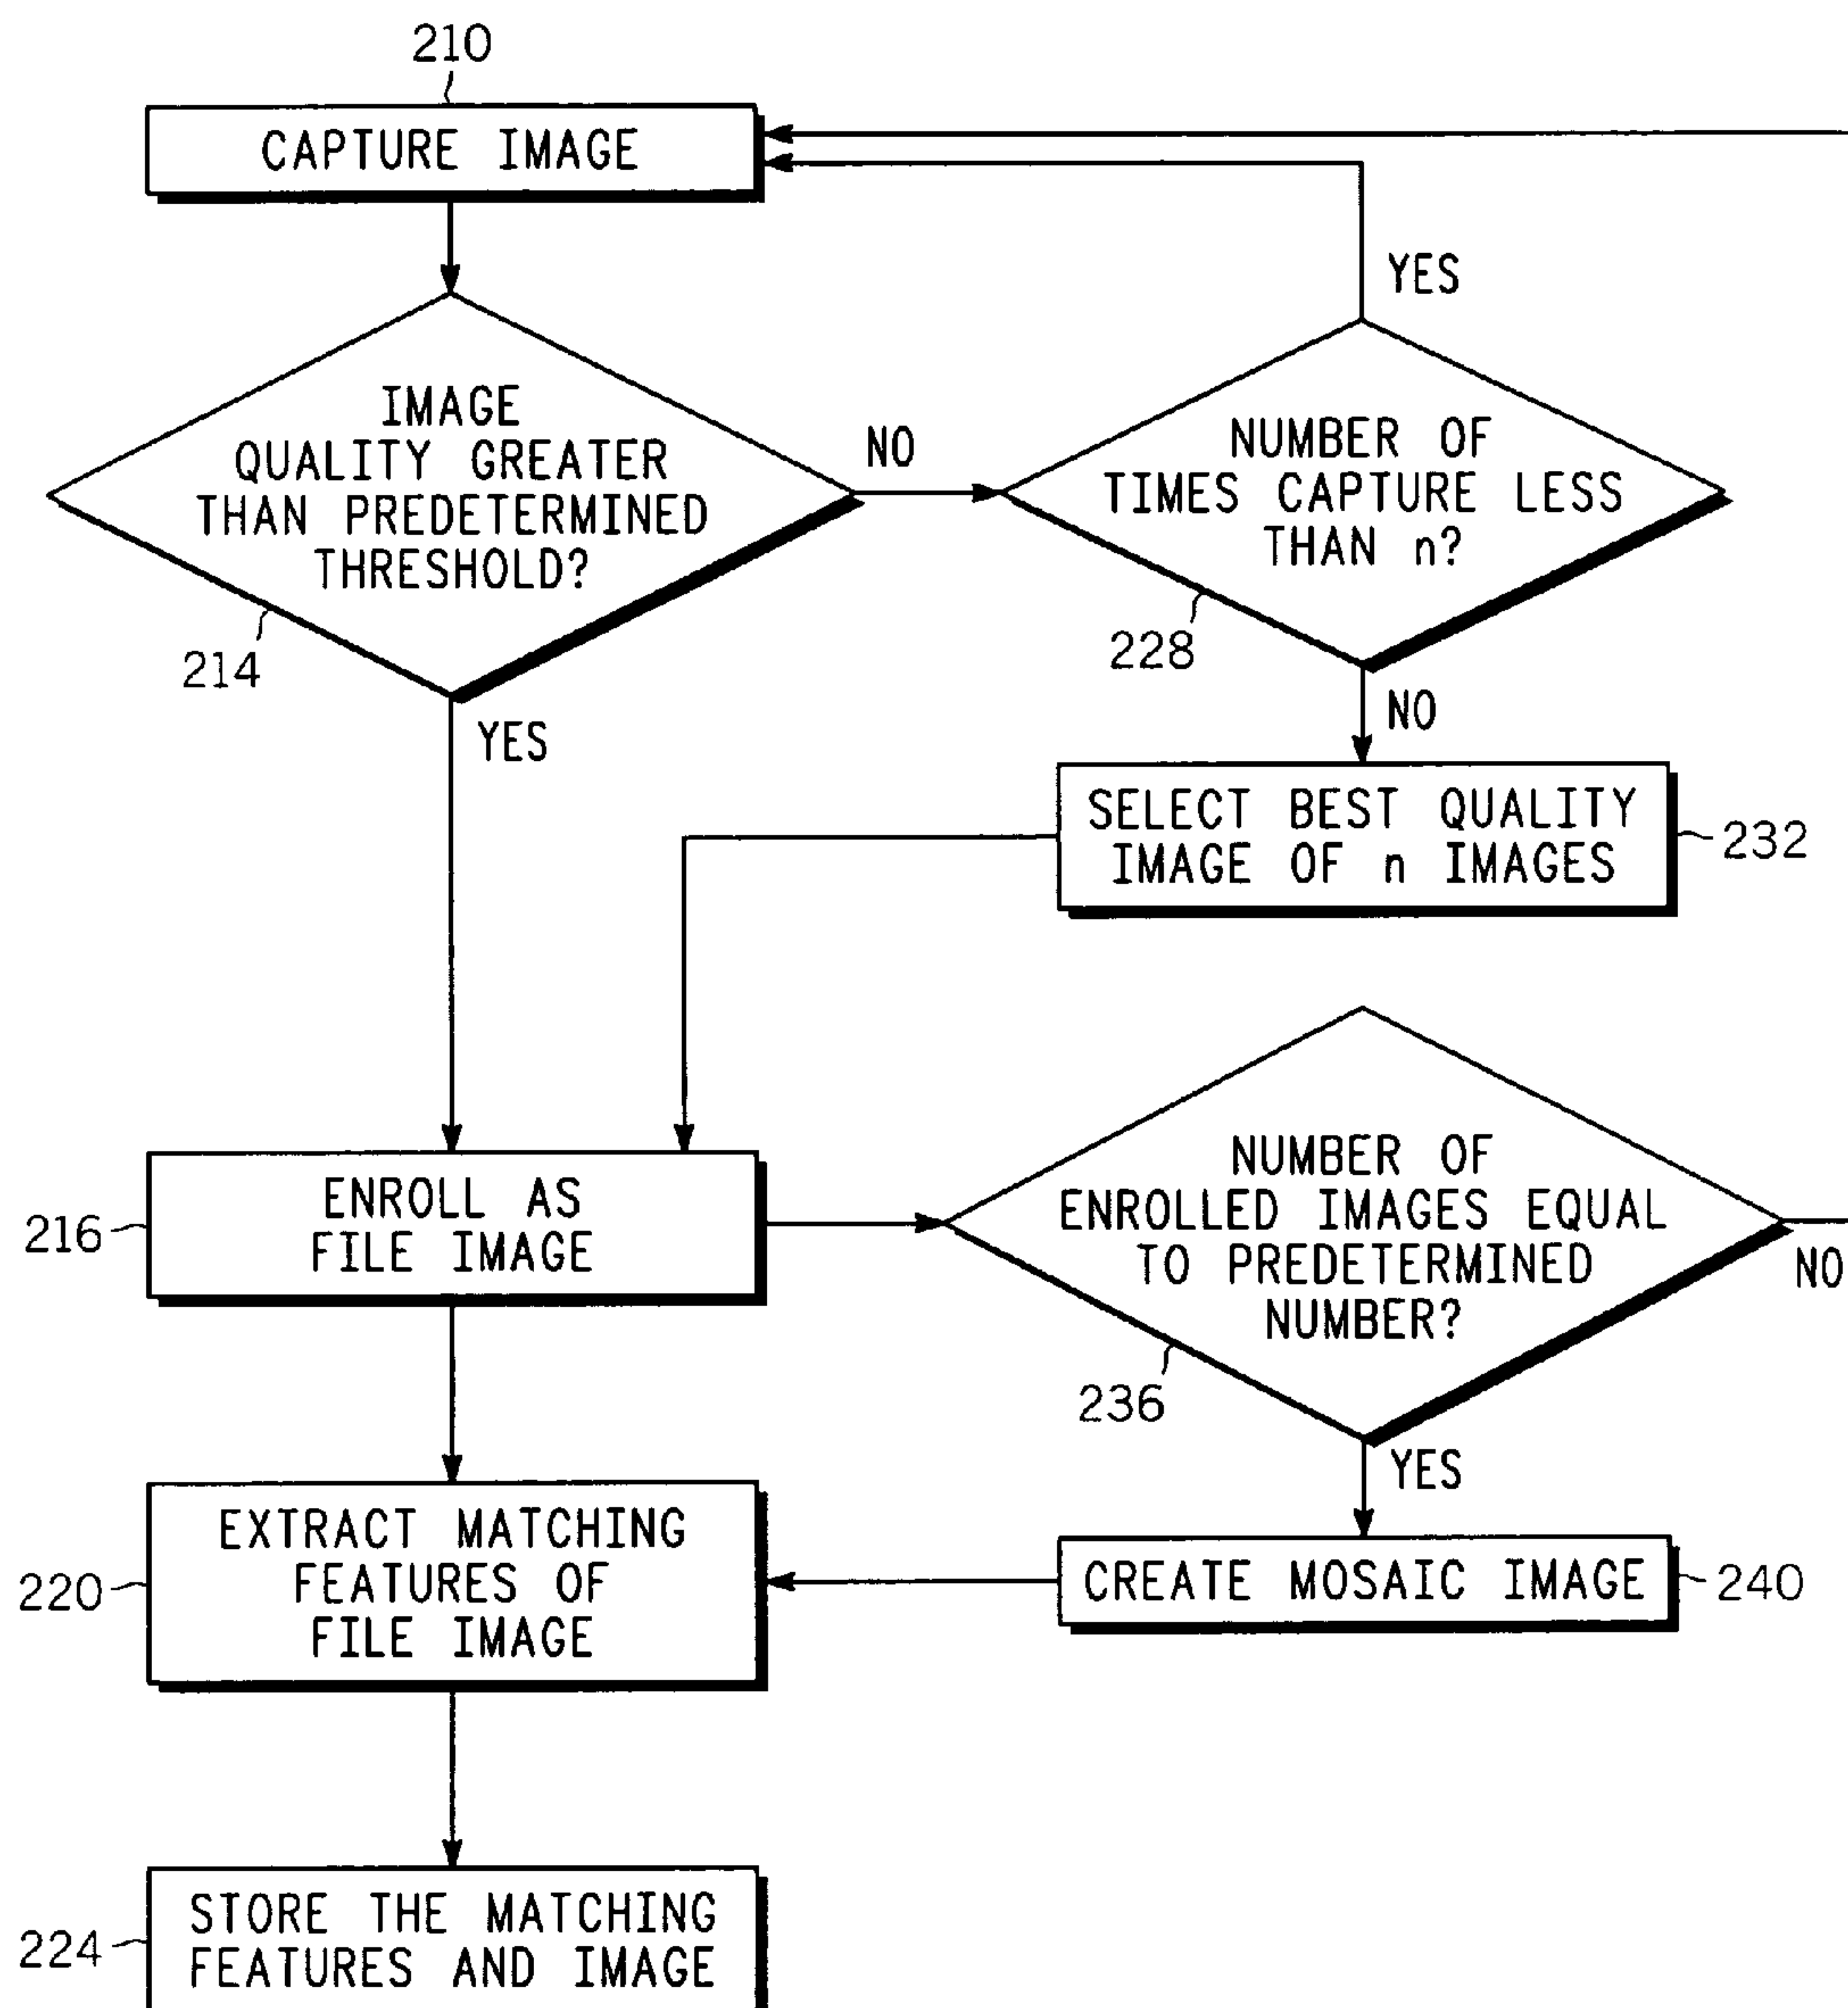 210
CAPTURE IMAGE
YES
IMAGE
QUALITY GREATER
THAN PREDETERMINED
THRESHOLD?
NO
NUMBER OF
TIMES CAPTURE LESS
THAN n?
214
228
YES
NO
SELECT BEST QUALITY
IMAGE OF n IMAGES
232
216
ENROLL AS
FILE IMAGE
NUMBER OF
ENROLLED IMAGES EQUAL
TO PREDETERMINED
NUMBER?
NO
236
YES
220
EXTRACT MATCHING
FEATURES OF
FILE IMAGE
CREATE MOSAIC IMAGE
240
224
STORE THE MATCHING
FEATURES AND IMAGE